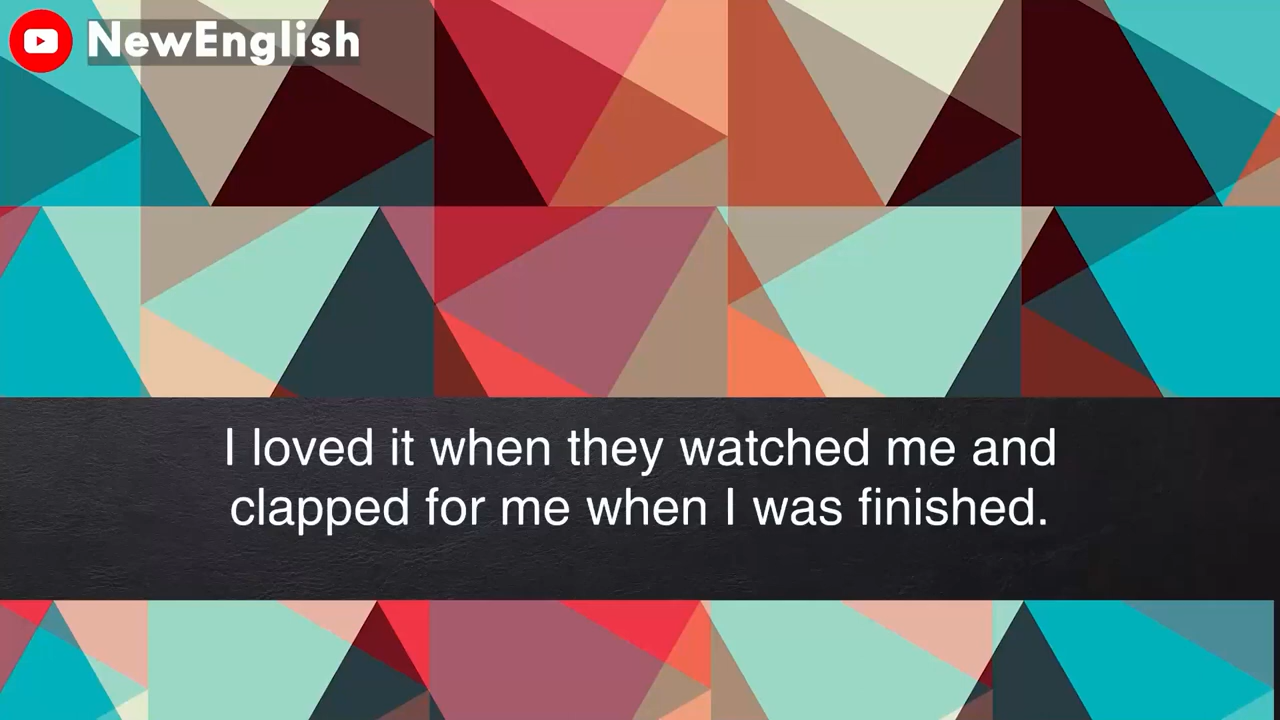 NewEnglish
I loved it when they watched me and
clapped for me when I was finished.